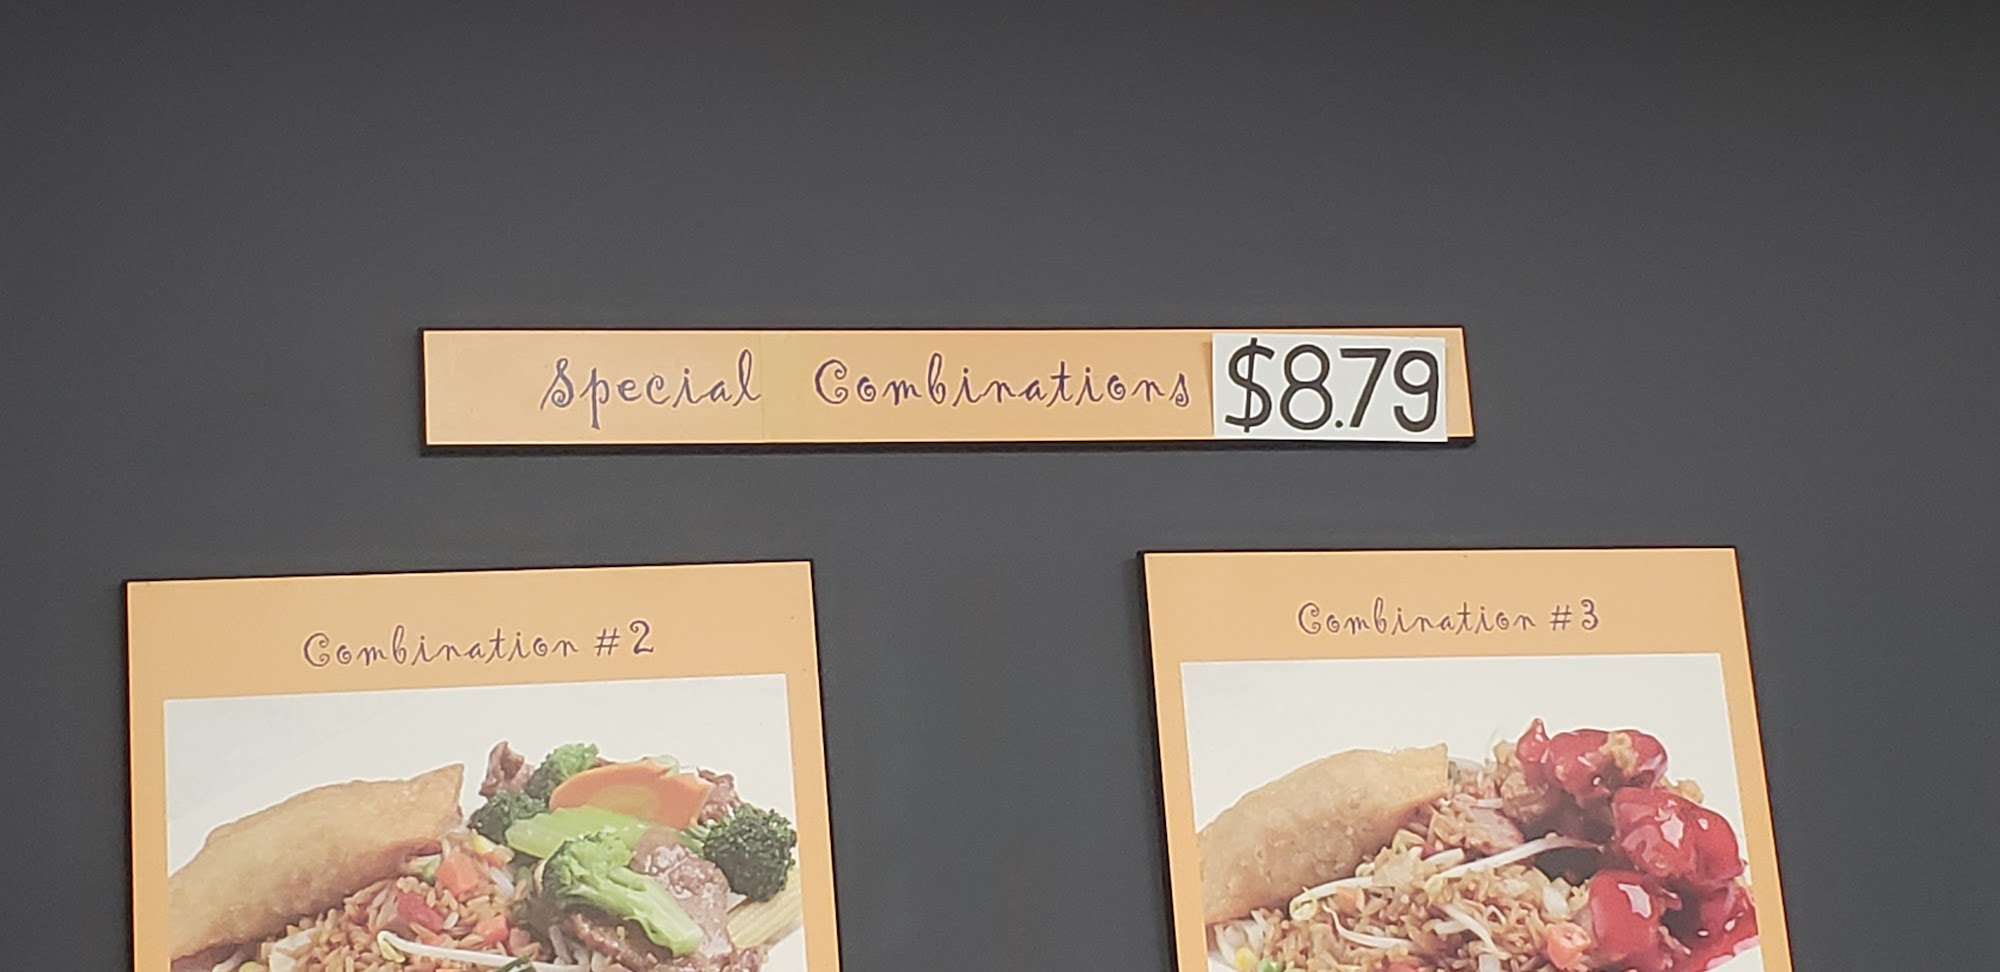 Special Combinations $8.79
Combination #2
Combination #3